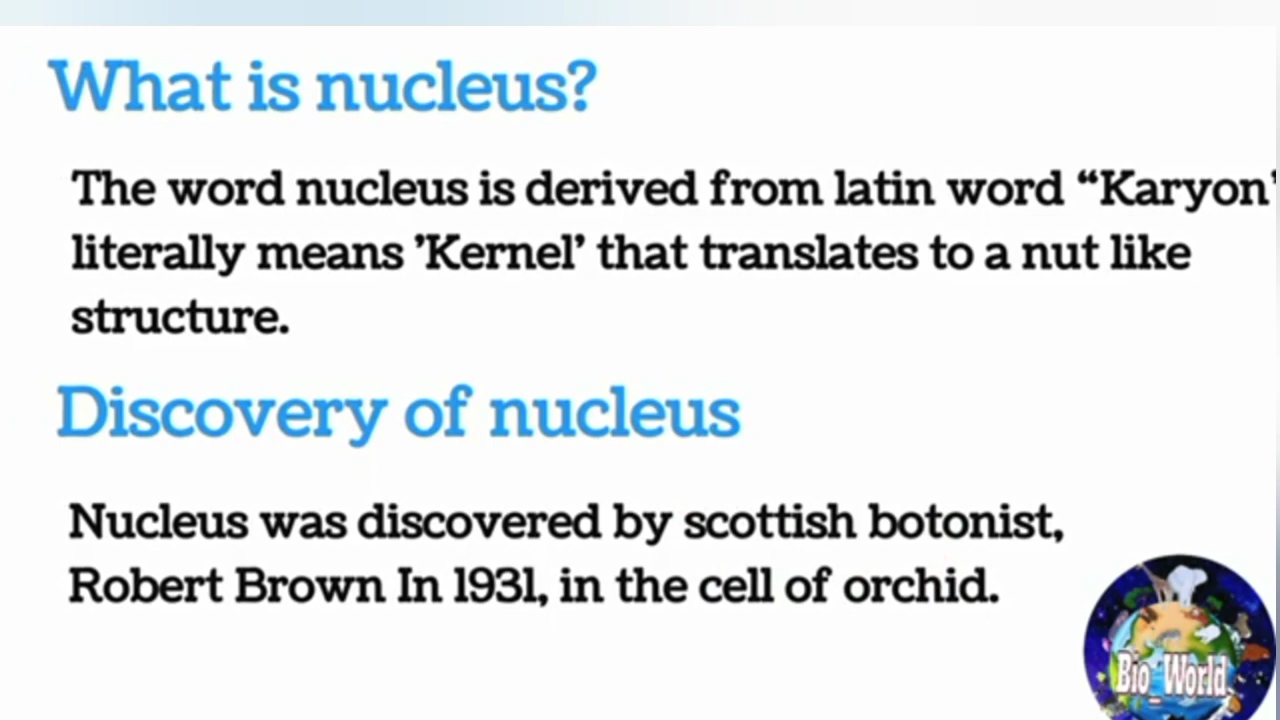 What is nucleus?
The word nucleus is derived from latin word “Karyon’
literally means ’Kernel’ that translates to a nut like
structure.
Discovery of nucleus
Nucleus was discovered by scottish botonist,
Robert Brown In 1931, in the cell of orchid.
Bio_World